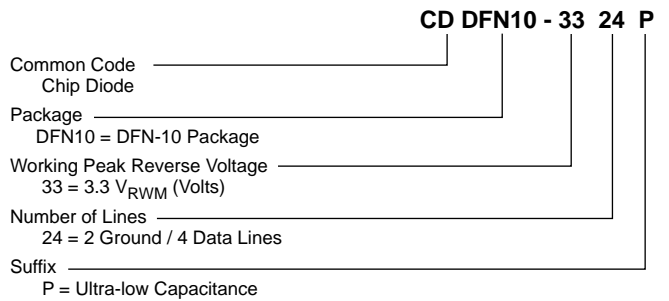 CD DFN10 - 33 24 P
Common Code
Chip Diode
Package
DFN10 = DFN-10 Package
Working Peak Reverse Voltage
33 = 3.3 VRWM (Volts)
Number of Lines
24 = 2 Ground / 4 Data Lines
Suffix
P = Ultra-low Capacitance